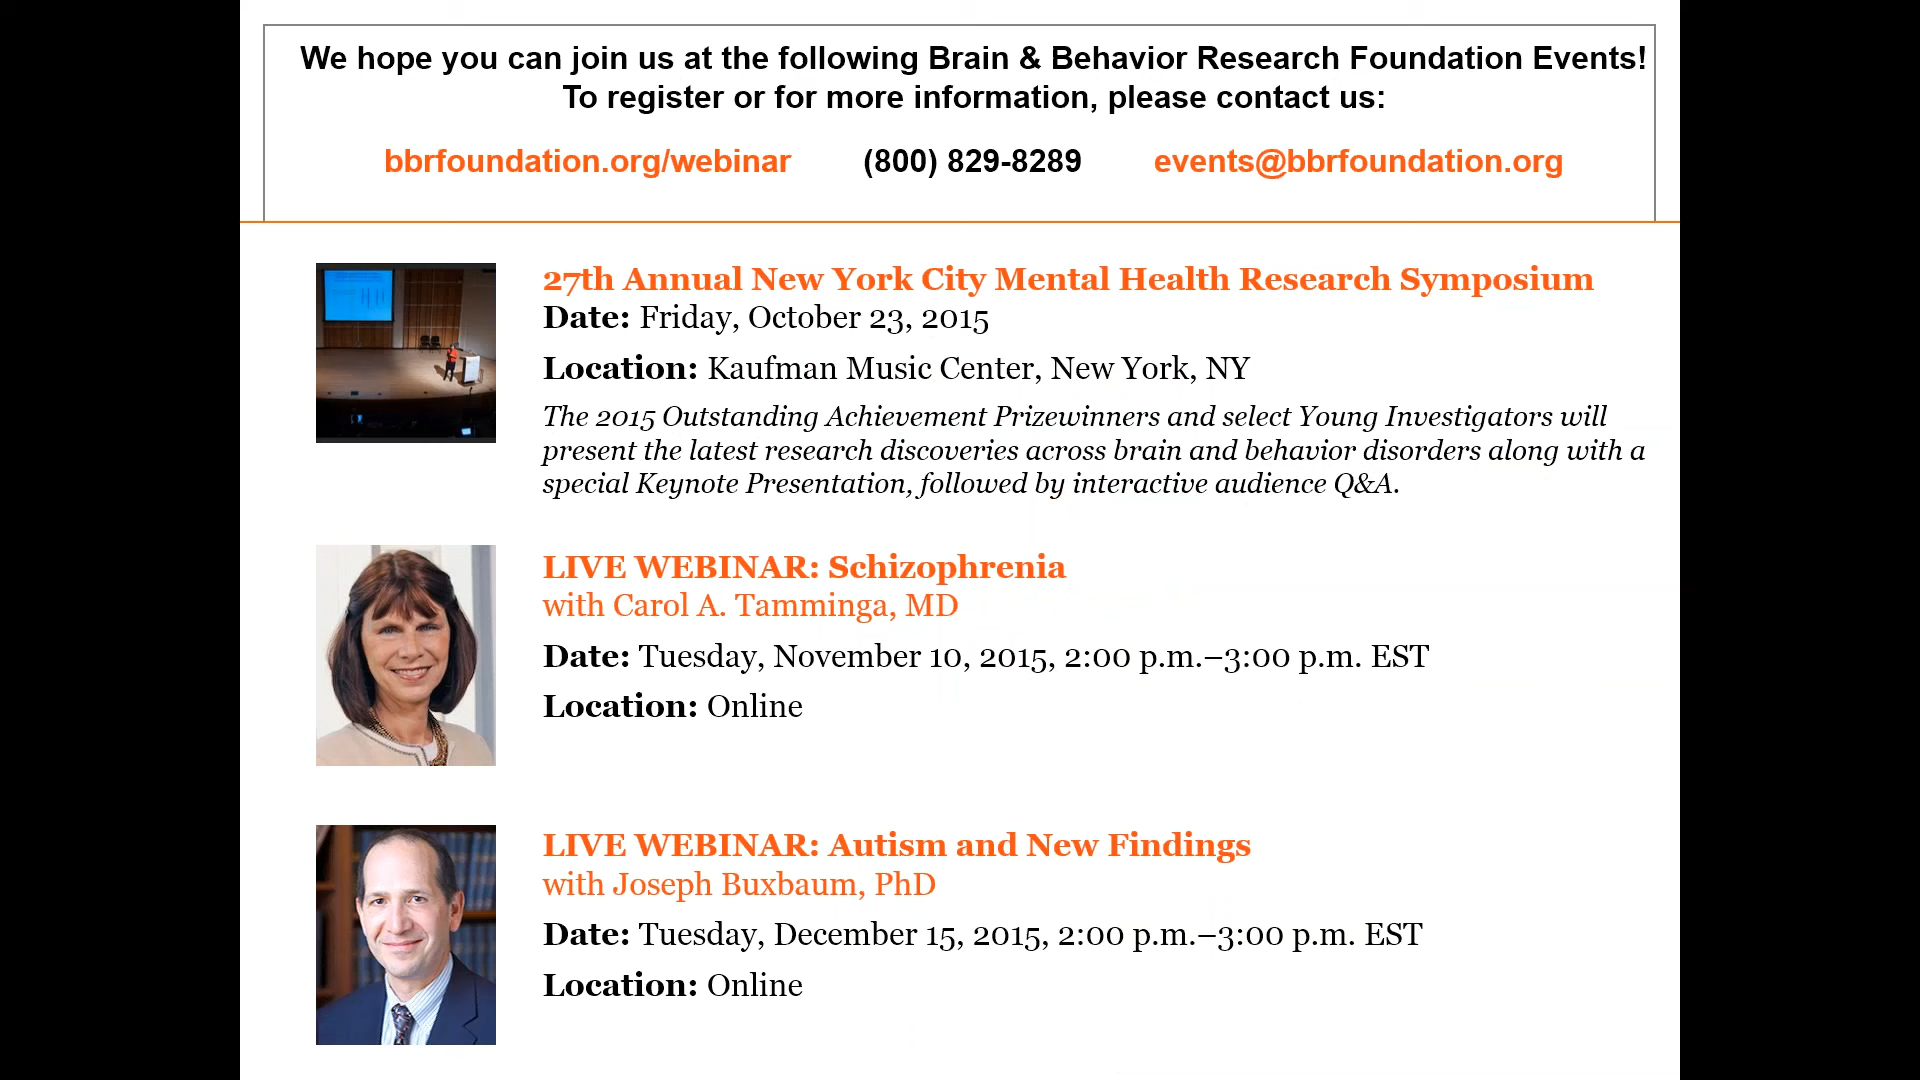 We hope you can join us at the following Brain & Behavior Research Foundation Events!
To register or for more information, please contact us:
bbrfoundation.org/webinar (800) 829-8289 events@bbrfoundation.org
27th Annual New York City Mental Health Research Symposium
Date: Friday, October 23, 2015
Location: Kaufman Music Center, New York, NY
The 2015 Outstanding Achievement Prizewinners and select Young Investigators will
present the latest research discoveries across brain and behavior disorders along with a
special Keynote Presentation, followed by interactive audience Q&A.
LIVE WEBINAR: Schizophrenia
with Carol A. Tamminga, MD
Date: Tuesday, November 10, 2015, 2:00 p.m.–3:00 p.m. EST
Location: Online
LIVE WEBINAR: Autism and New Findings
with Joseph Buxbaum, PhD
Date: Tuesday, December 15, 2015, 2:00 p.m.–3:00 p.m. EST
Location: Online